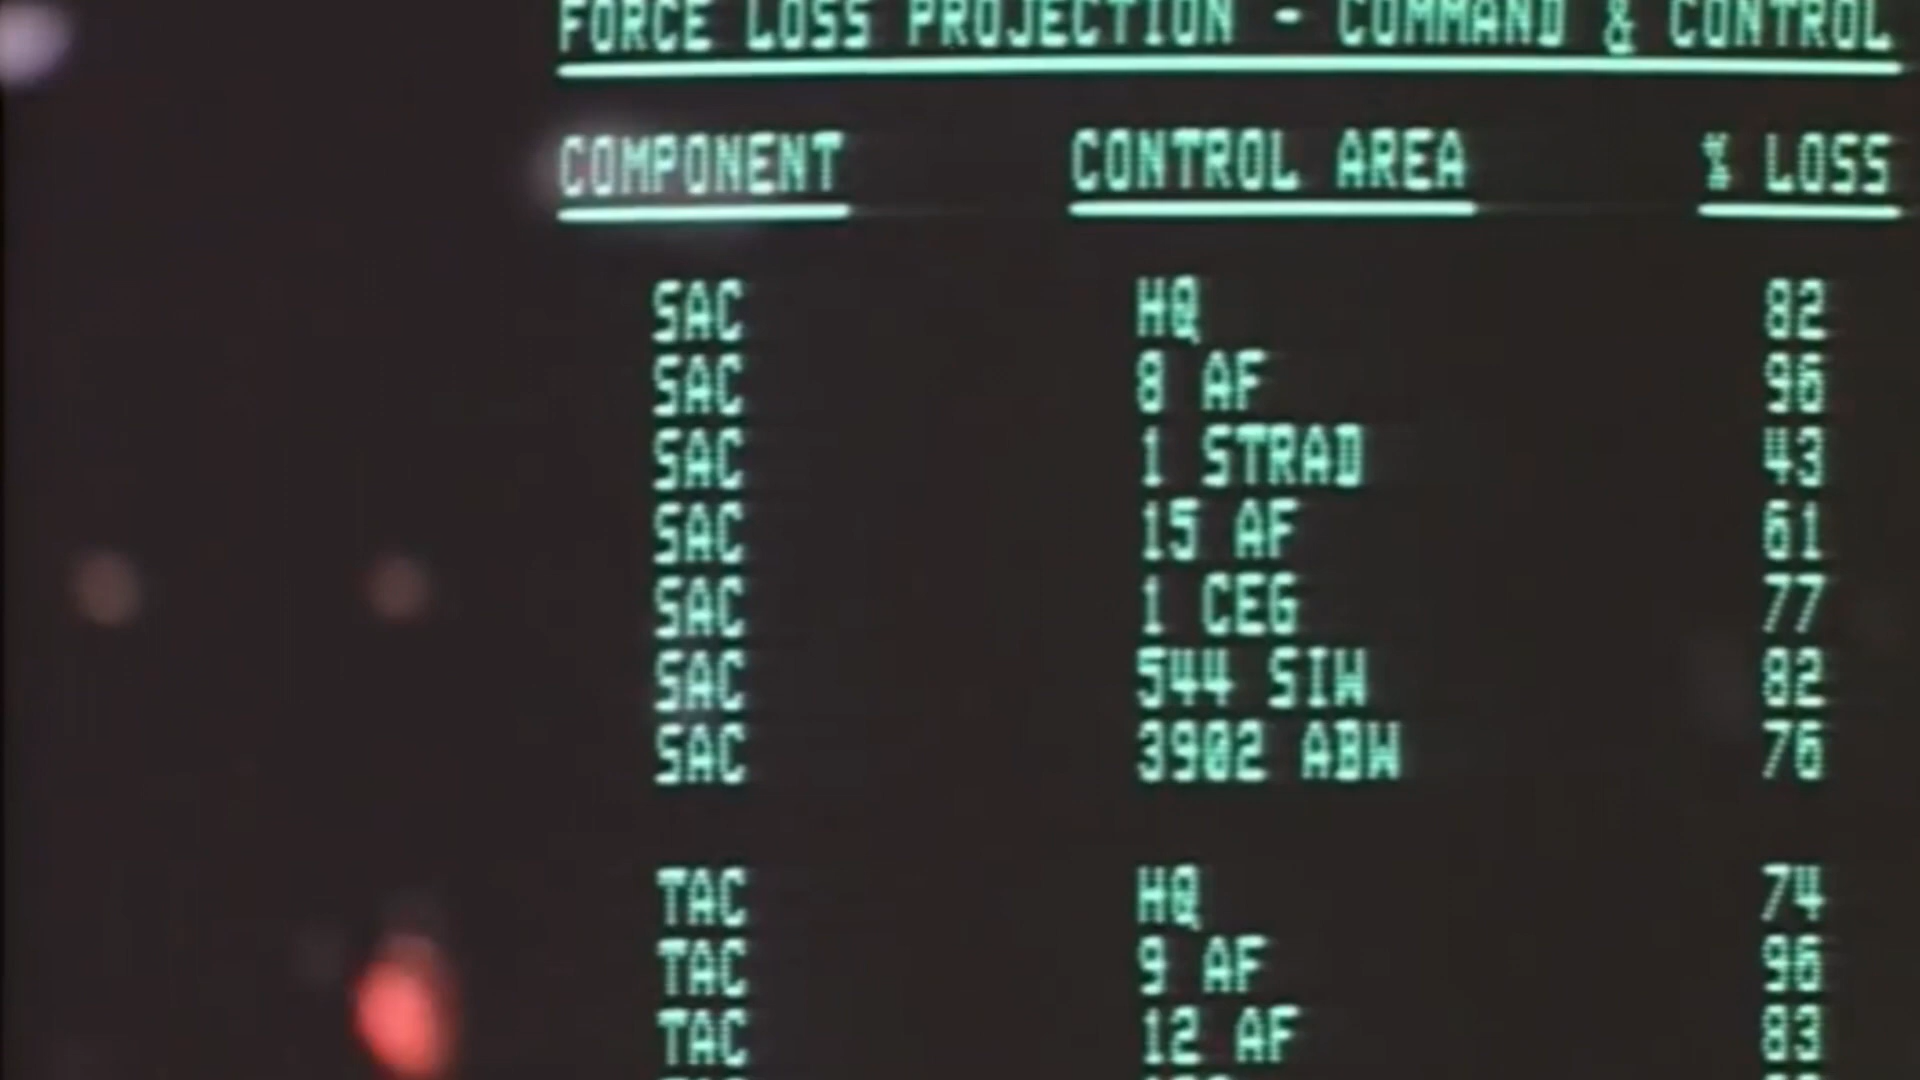 FORCE LOSS PROJECTION - COMMAND & CONTROL
COMPONENT CONTROL AREA % LOSS
SAC HQ 82
SAC 8 AF 96
SAC 1 STRAD 43
SAC 15 AF 61
SAC 1 CEG 77
SAC 544 SIW 82
SAC 3902 ABW 76
TAC HQ 74
TAC 9 AF 96
TAC 12 AF 83